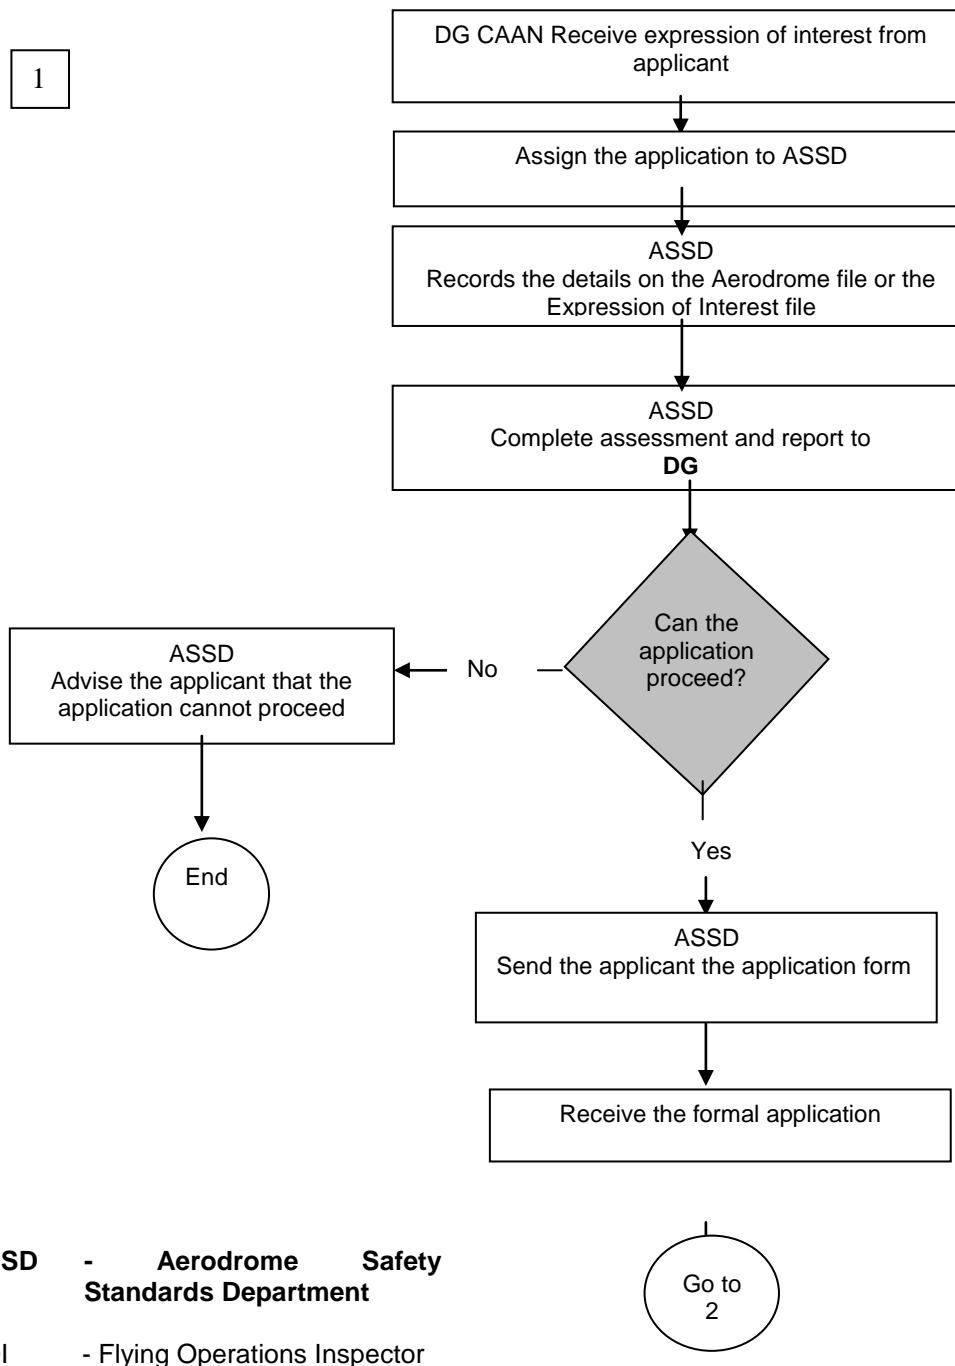 1
DG CAAN Receive expression of interest from
applicant
Assign the application to ASSD
ASSD
Records the details on the Aerodrome file or the
Expression of Interest file
ASSD
Complete assessment and report to
DG
Can the
application
proceed?
No
ASSD
Advise the applicant that the
application cannot proceed
End
Yes
ASSD
Send the applicant the application form
Receive the formal application
Go to
2
SD - Aerodrome Safety
Standards Department
I - Flying Operations Inspector